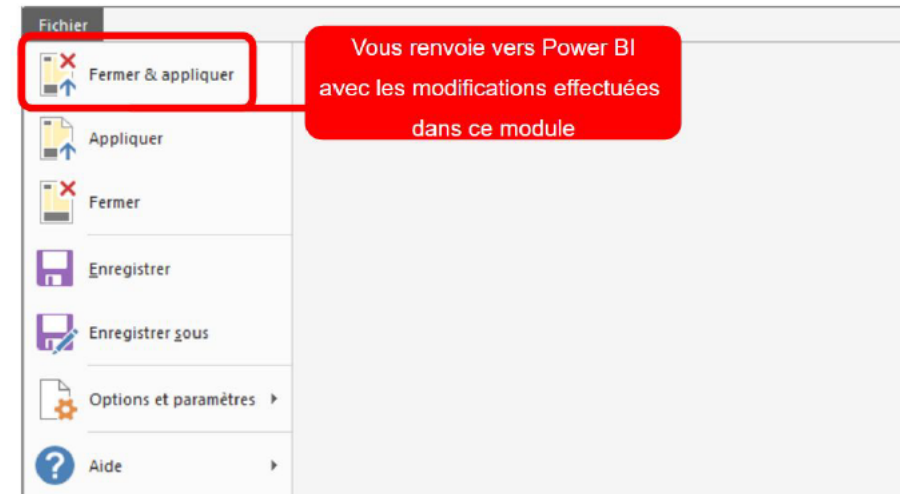 Fichier
Fermer & appliquer
Vous renvoie vers Power BI
avec les modifications effectuées
dans ce module
Appliquer
Fermer
Enregistrer
Enregistrer sous
Options et paramètres
Aide